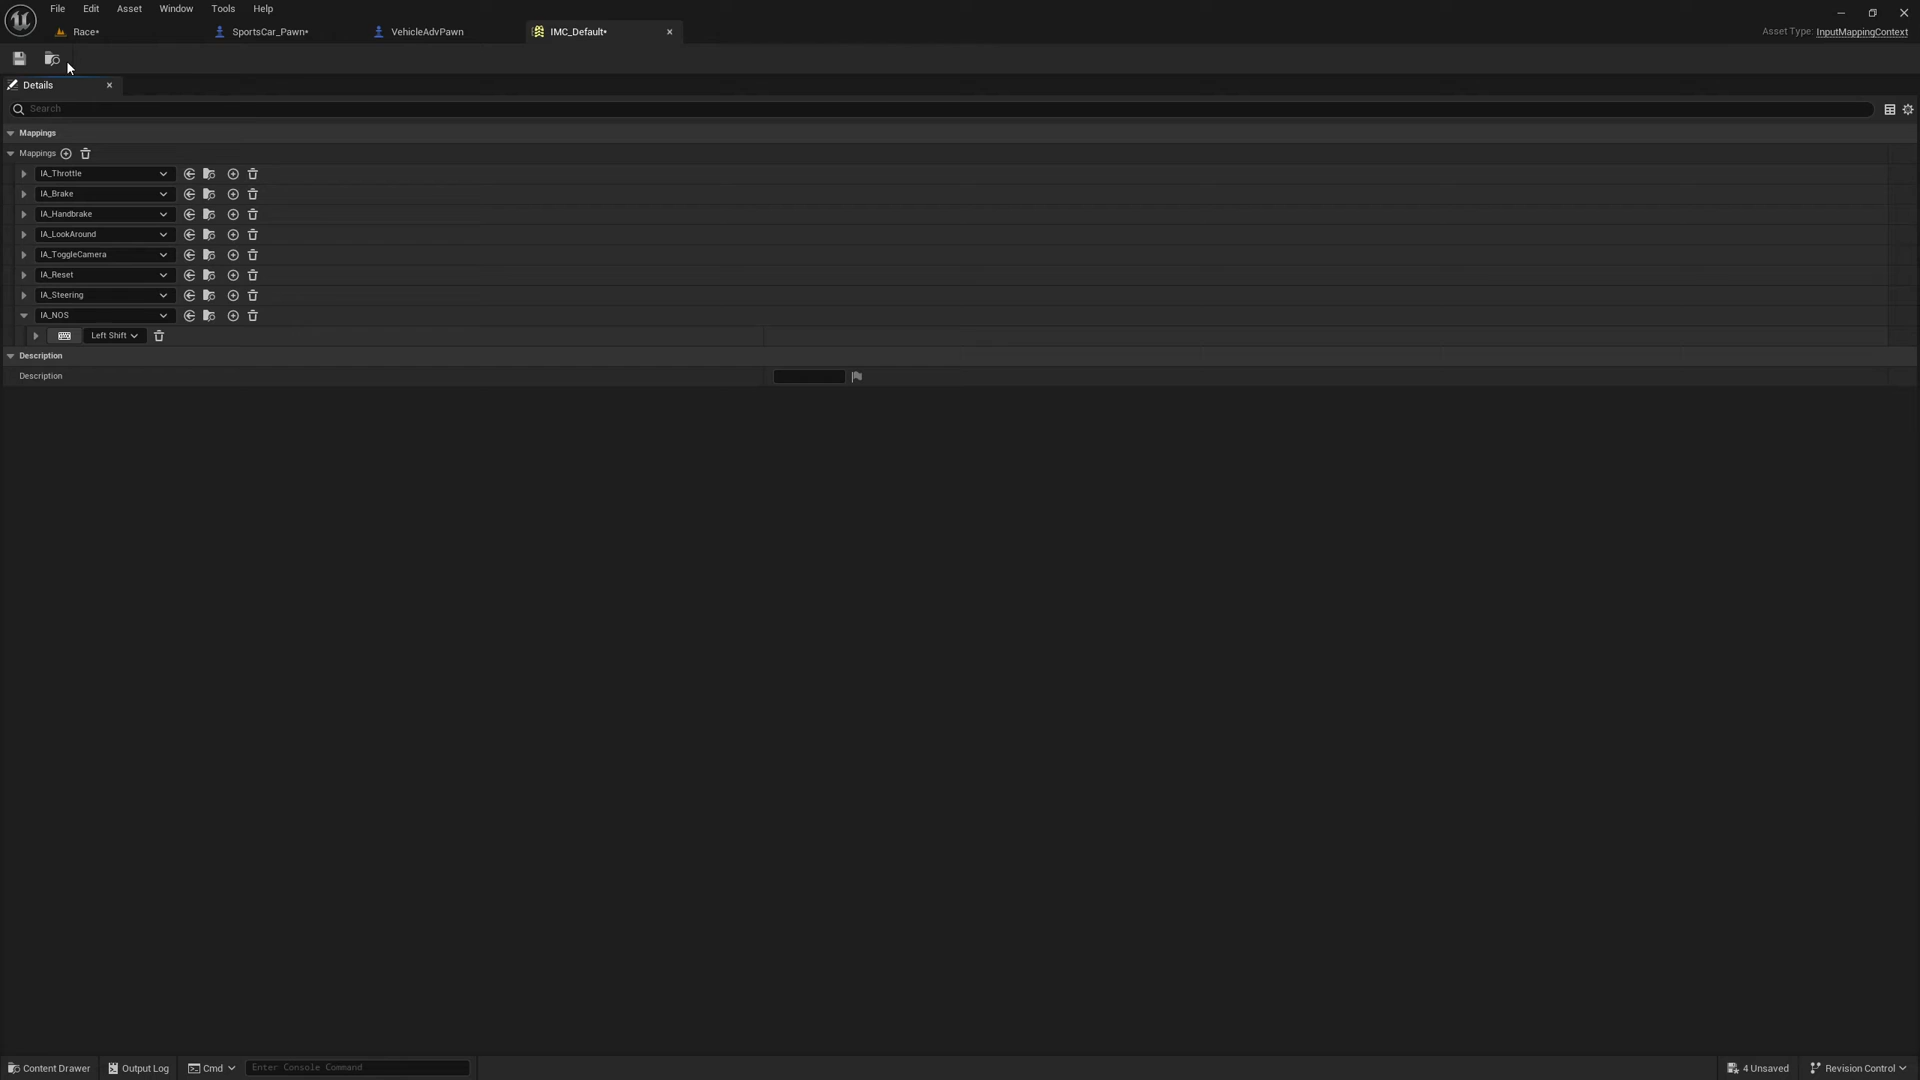 File Edit Asset Window Tools Help
Race* SportsCar_Pawn* VehicleAdvPawn IMC_Default* Asset Type: InputMappingContext
Details
Search
Mappings
Mappings
IA_Throttle
IA_Brake
IA_Handbrake
IA_LookAround
IA_ToggleCamera
IA_Reset
IA_Steering
IA_NOS
Left Shift
Description
Description
Content Drawer Output Log Cmd Enter Console Command 4 Unsaved Revision Control